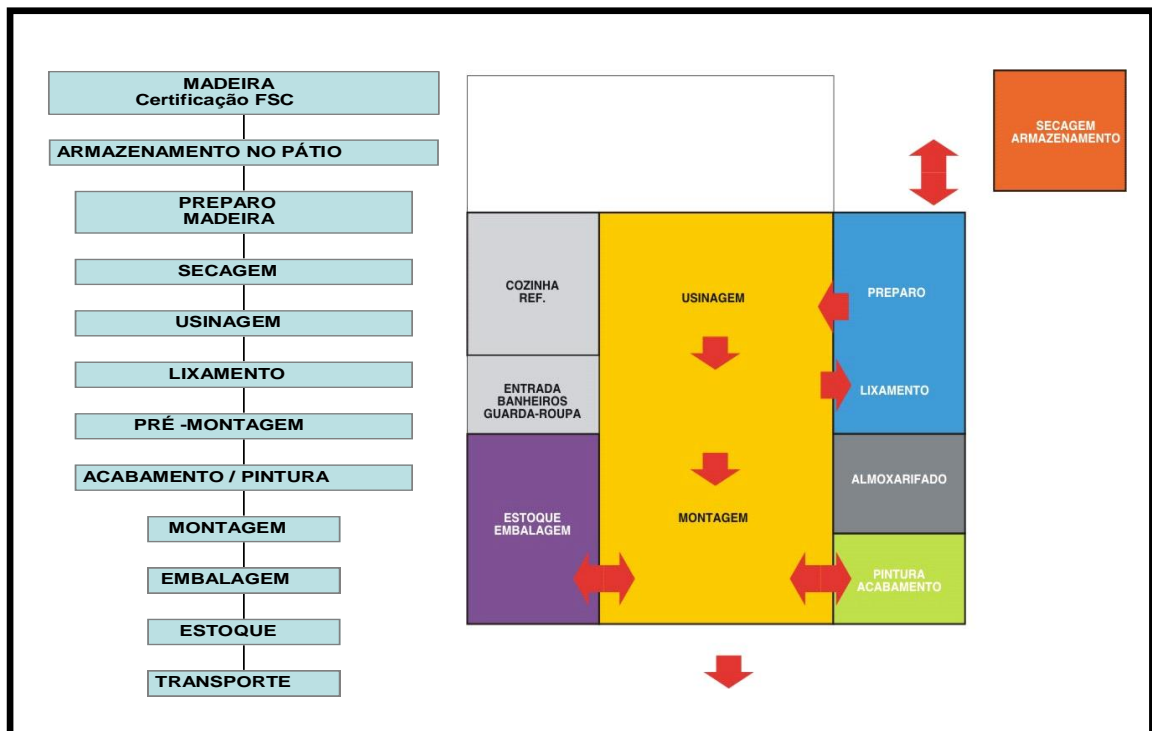 MADEIRA
Certificação FSC
ARMAZENAMENTO NO PÁTIO
PREPARO
MADEIRA
SECAGEM
USINAGEM
LIXAMENTO
PRÉ -MONTAGEM
ACABAMENTO / PINTURA
MONTAGEM
EMBALAGEM
ESTOQUE
TRANSPORTE
SECAGEM
ARMAZENAMENTO
COZINHA
REF.
USINAGEM
PREPARO
ENTRADA
BANHEIROS
GUARDA-ROUPA
LIXAMENTO
ALMOXARIFADO
ESTOQUE
EMBALAGEM
MONTAGEM
PINTURA
ACABAMENTO